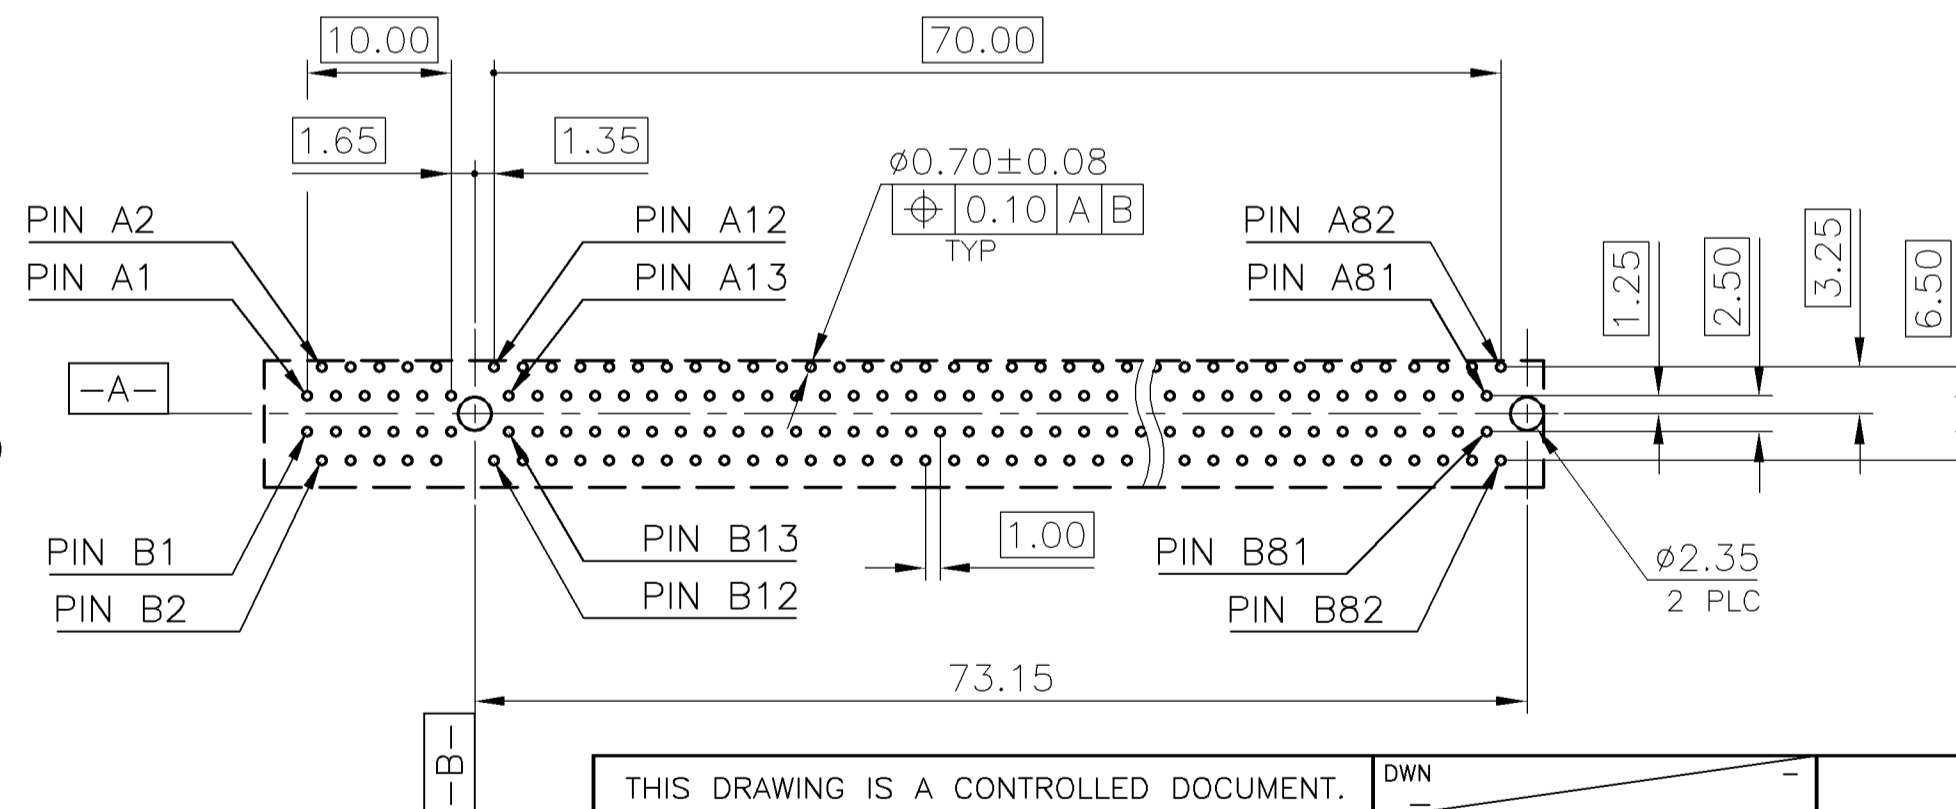 10.00
70.00
1.65
1.35
⌀0.70±0.08
⌖ 0.10 A B
TYP
PIN A2
PIN A12
PIN A82
PIN A1
PIN A13
PIN A81
1.25
2.50
3.25
6.50
-A-
PIN B1
PIN B13
1.00
PIN B81
⌀2.35
2 PLC
PIN B2
PIN B12
PIN B82
73.15
-B-
THIS DRAWING IS A CONTROLLED DOCUMENT.
DWN
-
-